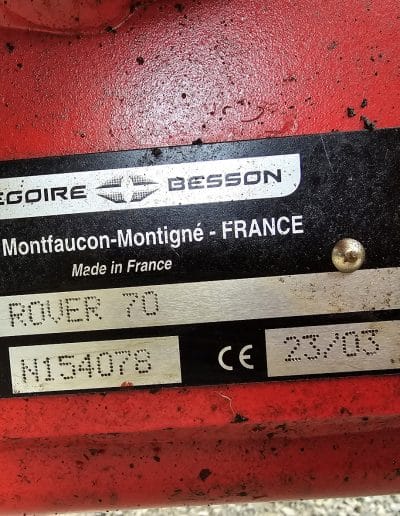 EGOIRE BESSON
Montfaucon-Montigné - FRANCE
Made in France
ROVER 70
N154078 CE 23/03